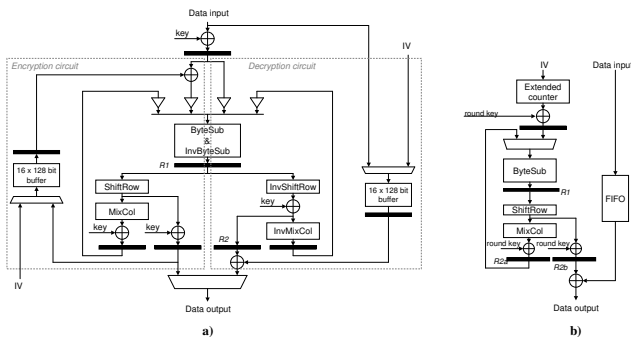 Data input
key
Encryption circuit
Decryption circuit
IV
ByteSub
&
InvByteSub
R1
16 x 128 bit
buffer
ShiftRow
InvShiftRow
16 x 128 bit
buffer
MixCol
key
key
key
R2
InvMixCol
IV
Data output
a)
IV
Data input
Extended
counter
round key
ByteSub
R1
FIFO
ShiftRow
MixCol
round key
round key
R2a
R2b
Data output
b)